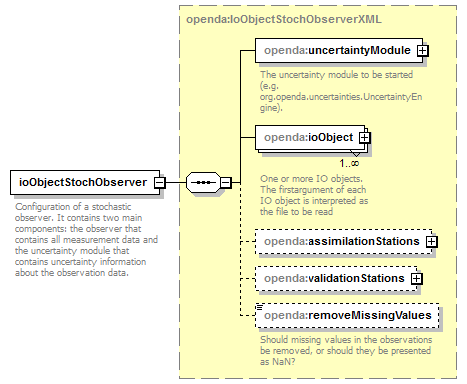 openda:IoObjectStochObserverXML
openda:uncertaintyModule
The uncertainty module to be started
(e.g.
org.openda.uncertainties.UncertaintyEn
gine).
openda:ioObject
1..∞
One or more IO objects.
The firstargument of each
IO object is interpreted as
the file to be read
ioObjectStochObserver
Configuration of a stochastic
observer. It contains two main
components: the observer that
contains all measurement data and
the uncertainty module that
contains uncertainty information
about the observation data.
openda:assimilationStations
openda:validationStations
openda:removeMissingValues
Should missing values in the observations
be removed, or should they be presented
as NaN?